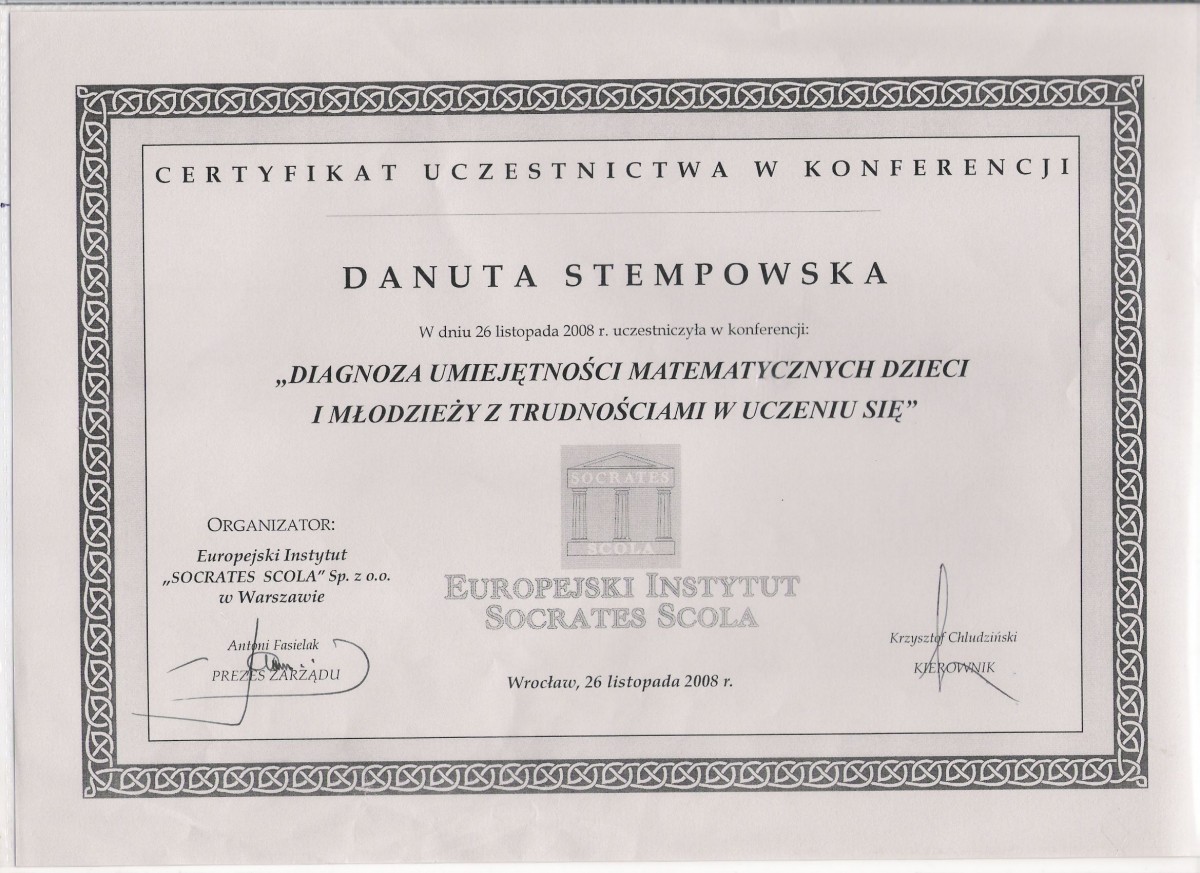 CERTYFIKAT UCZESTNICTWA W KONFERENCJI
DANUTA STEMPOWSKA
W dniu 26 listopada 2008 r. uczestniczyła w konferencji:
„DIAGNOZA UMIEJĘTNOŚCI MATEMATYCZNYCH DZIECI
I MŁODZIEŻY Z TRUDNOŚCIAMI W UCZENIU SIĘ”
SOCRATES
SCOLA
EUROPEJSKI INSTYTUT
SOCRATES SCOLA
ORGANIZATOR:
Europejski Instytut
„SOCRATES SCOLA” Sp. z o.o.
w Warszawie
Antoni Fasielak
PREZES ZARZĄDU
Wrocław, 26 listopada 2008 r.
Krzysztof Chludziński
KIEROWNIK